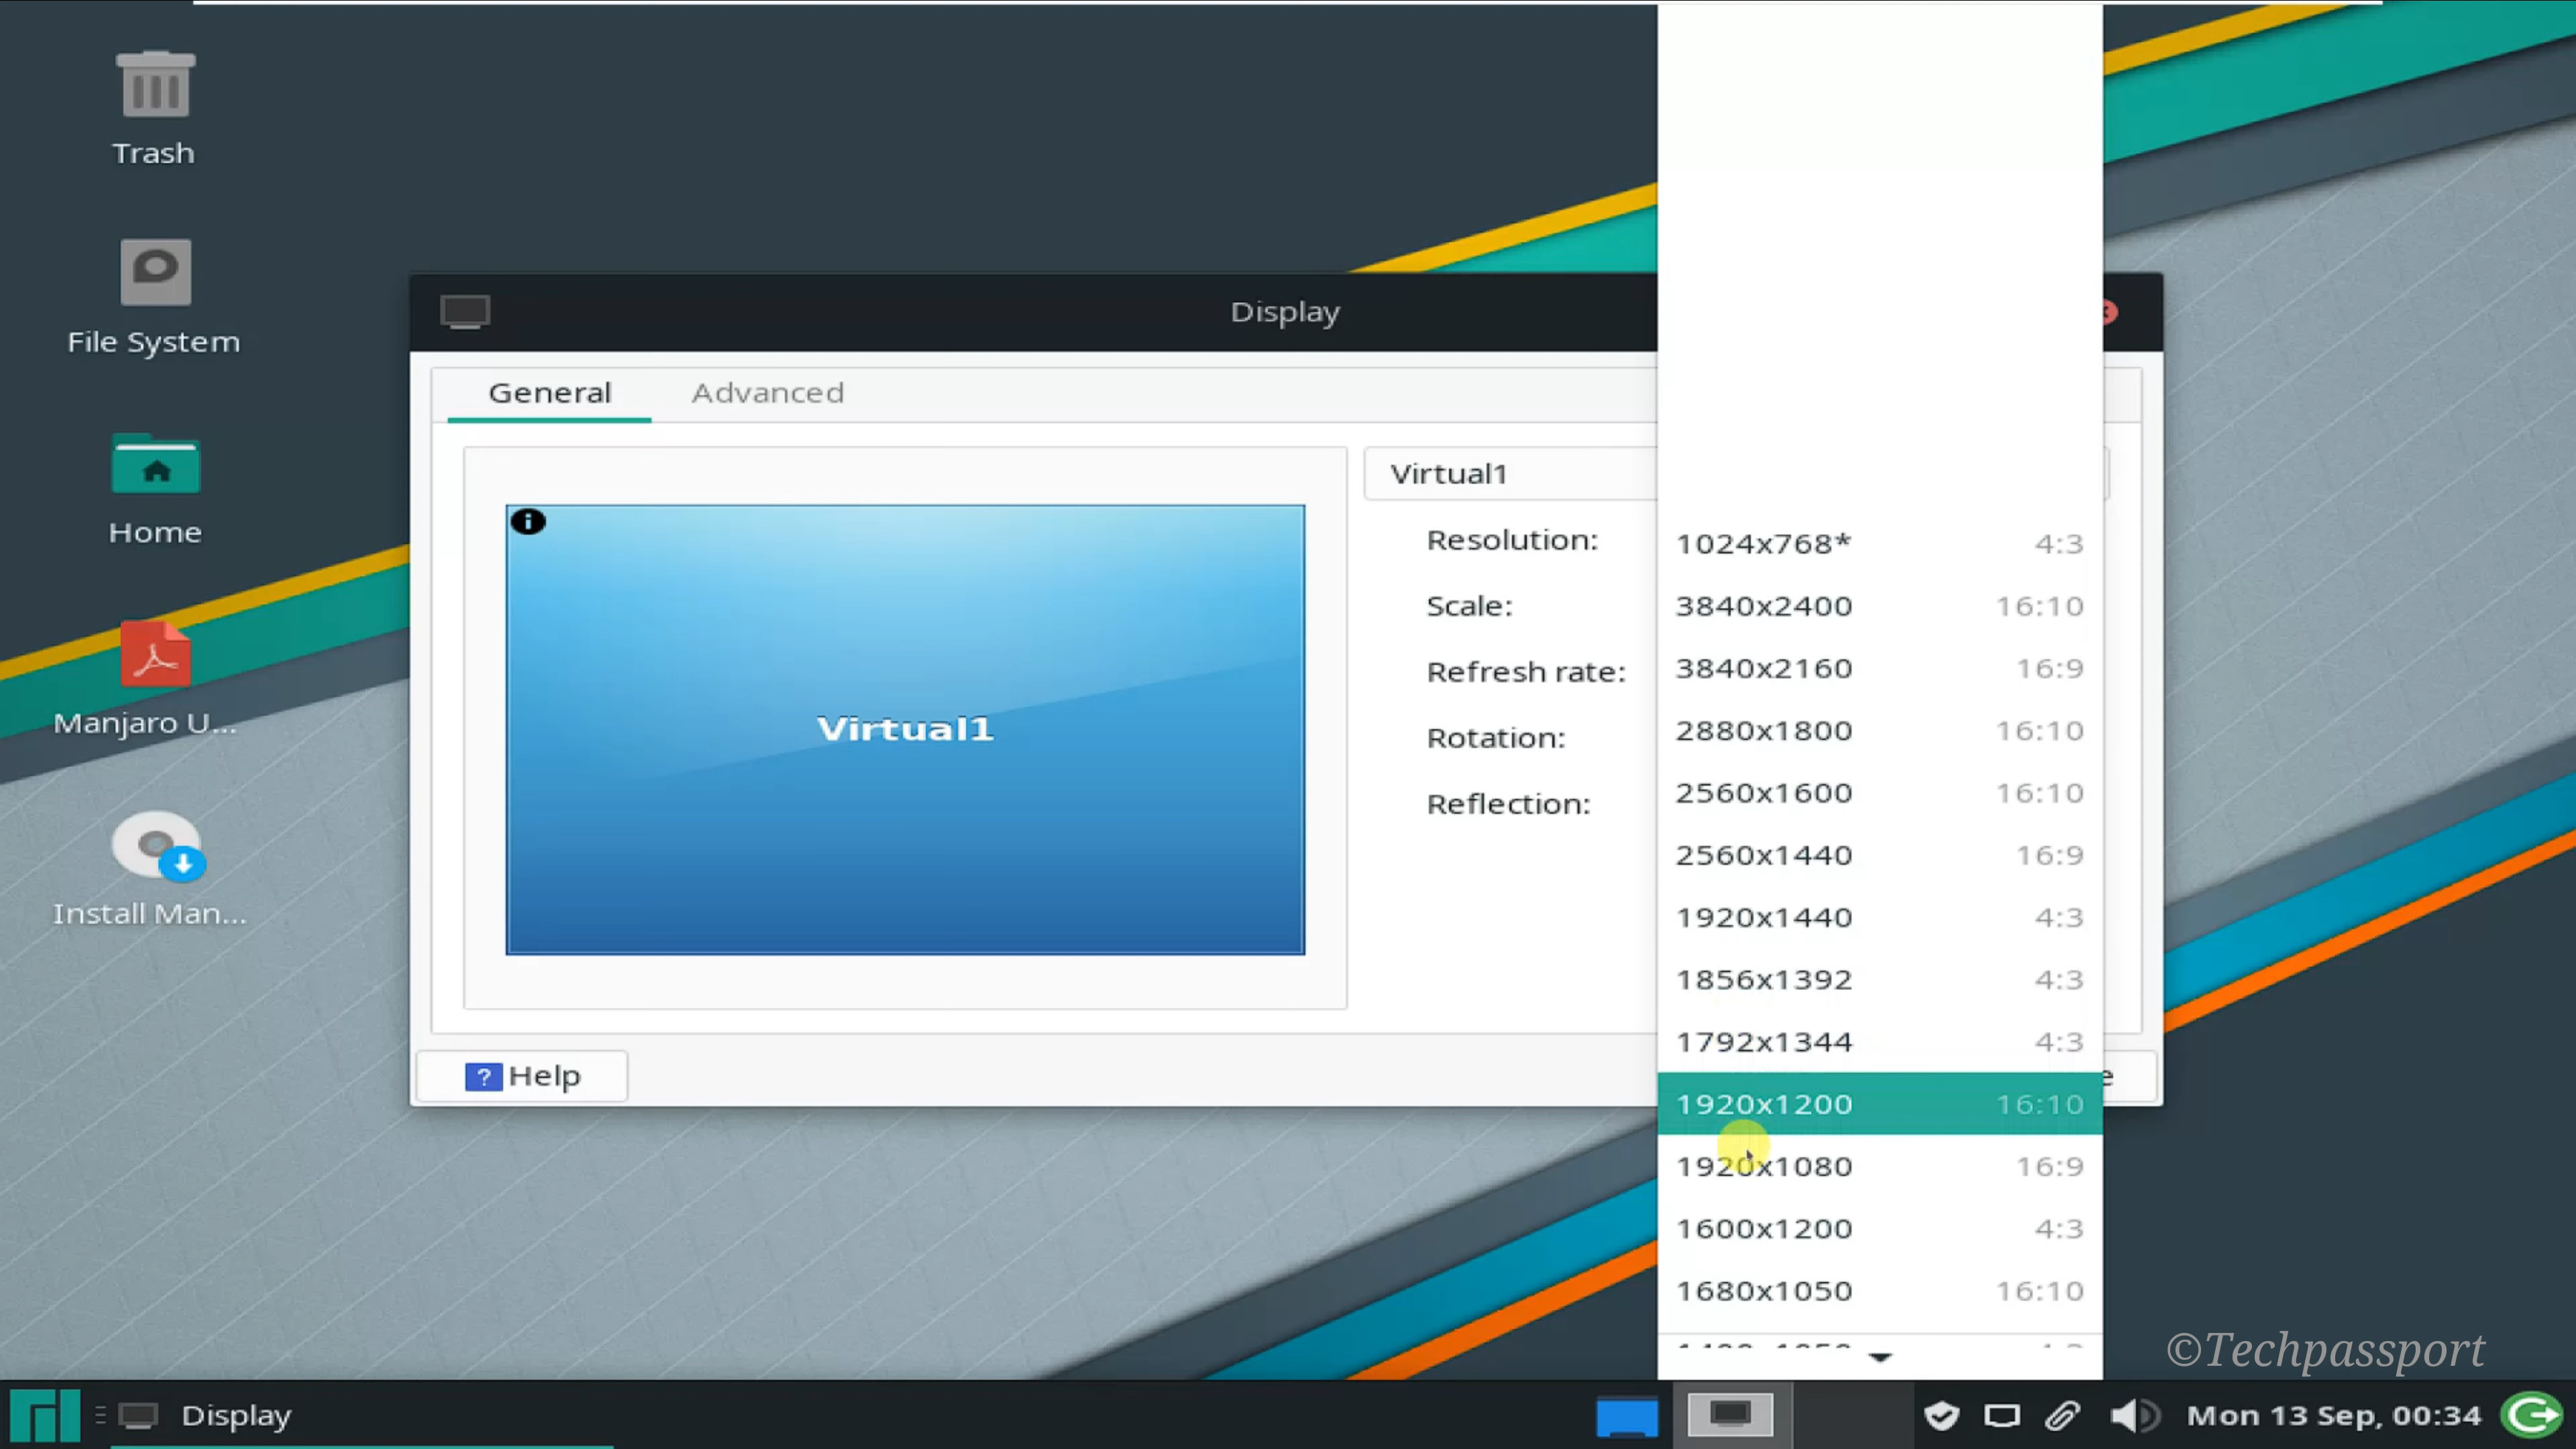 Trash
File System
Home
Manjaro U...
Install Man...
Display
General
Advanced
Virtual1
Virtual1
Resolution:
Scale:
Refresh rate:
Rotation:
Reflection:
1024x768* 4:3
3840x2400 16:10
3840x2160 16:9
2880x1800 16:10
2560x1600 16:10
2560x1440 16:9
1920x1440 4:3
1856x1392 4:3
1792x1344 4:3
1920x1200 16:10
1920x1080 16:9
1600x1200 4:3
1680x1050 16:10
? Help
©Techpassport
Display
Mon 13 Sep, 00:34